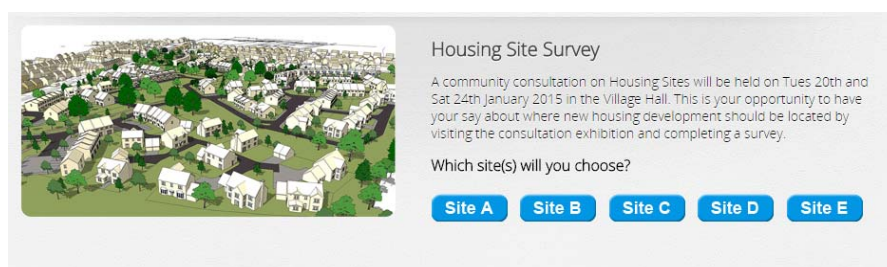 Housing Site Survey
A community consultation on Housing Sites will be held on Tues 20th and
Sat 24th January 2015 in the Village Hall. This is your opportunity to have
your say about where new housing development should be located by
visiting the consultation exhibition and completing a survey.
Which site(s) will you choose?
Site A Site B Site C Site D Site E